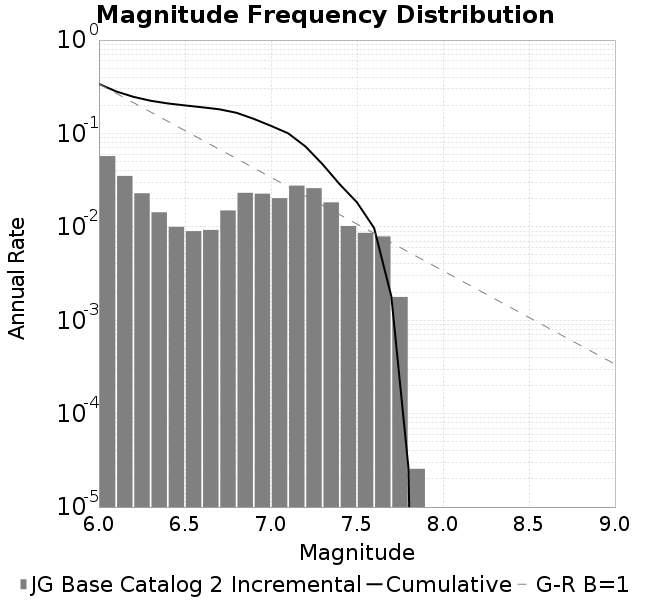 Magnitude Frequency Distribution
10^0
10^-1
10^-2
10^-3
10^-4
10^-5
Annual Rate
6.0 6.5 7.0 7.5 8.0 8.5 9.0
Magnitude
JG Base Catalog 2 Incremental Cumulative G-R B=1